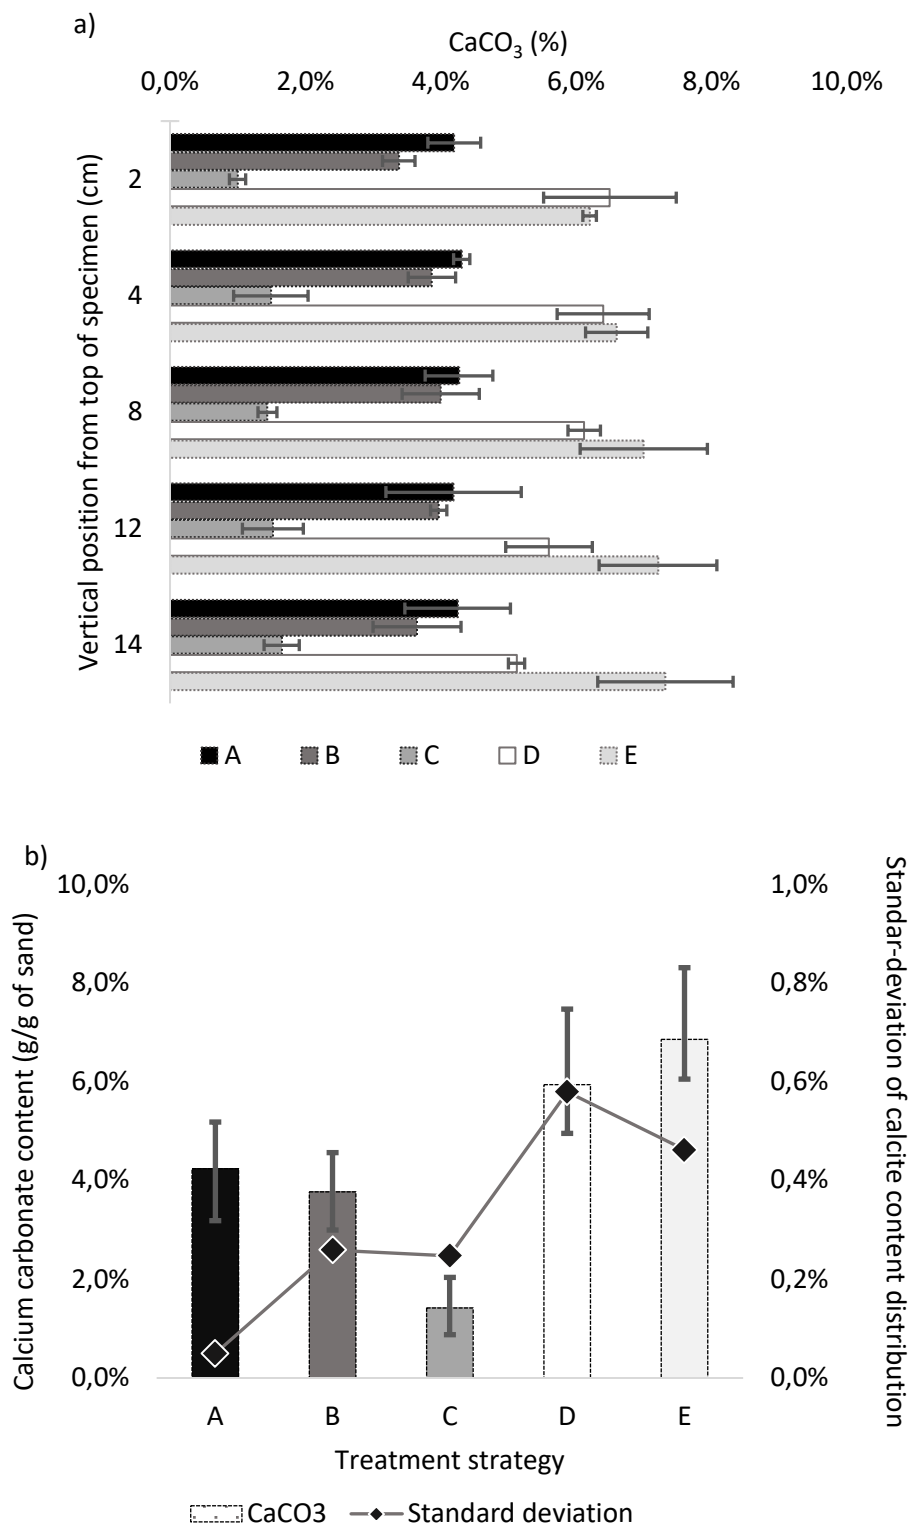 a)
CaCO₃ (%)
0,0% 2,0% 4,0% 6,0% 8,0% 10,0%
Vertical position from top of specimen (cm)
2
4
8
12
14
A B C D E
b)
Calcium carbonate content (g/g of sand)
10,0%
8,0%
6,0%
4,0%
2,0%
0,0%
1,0%
0,8%
0,6%
0,4%
0,2%
0,0%
Standar-deviation of calcite content distribution
A B C D E
Treatment strategy
CaCO3 Standard deviation